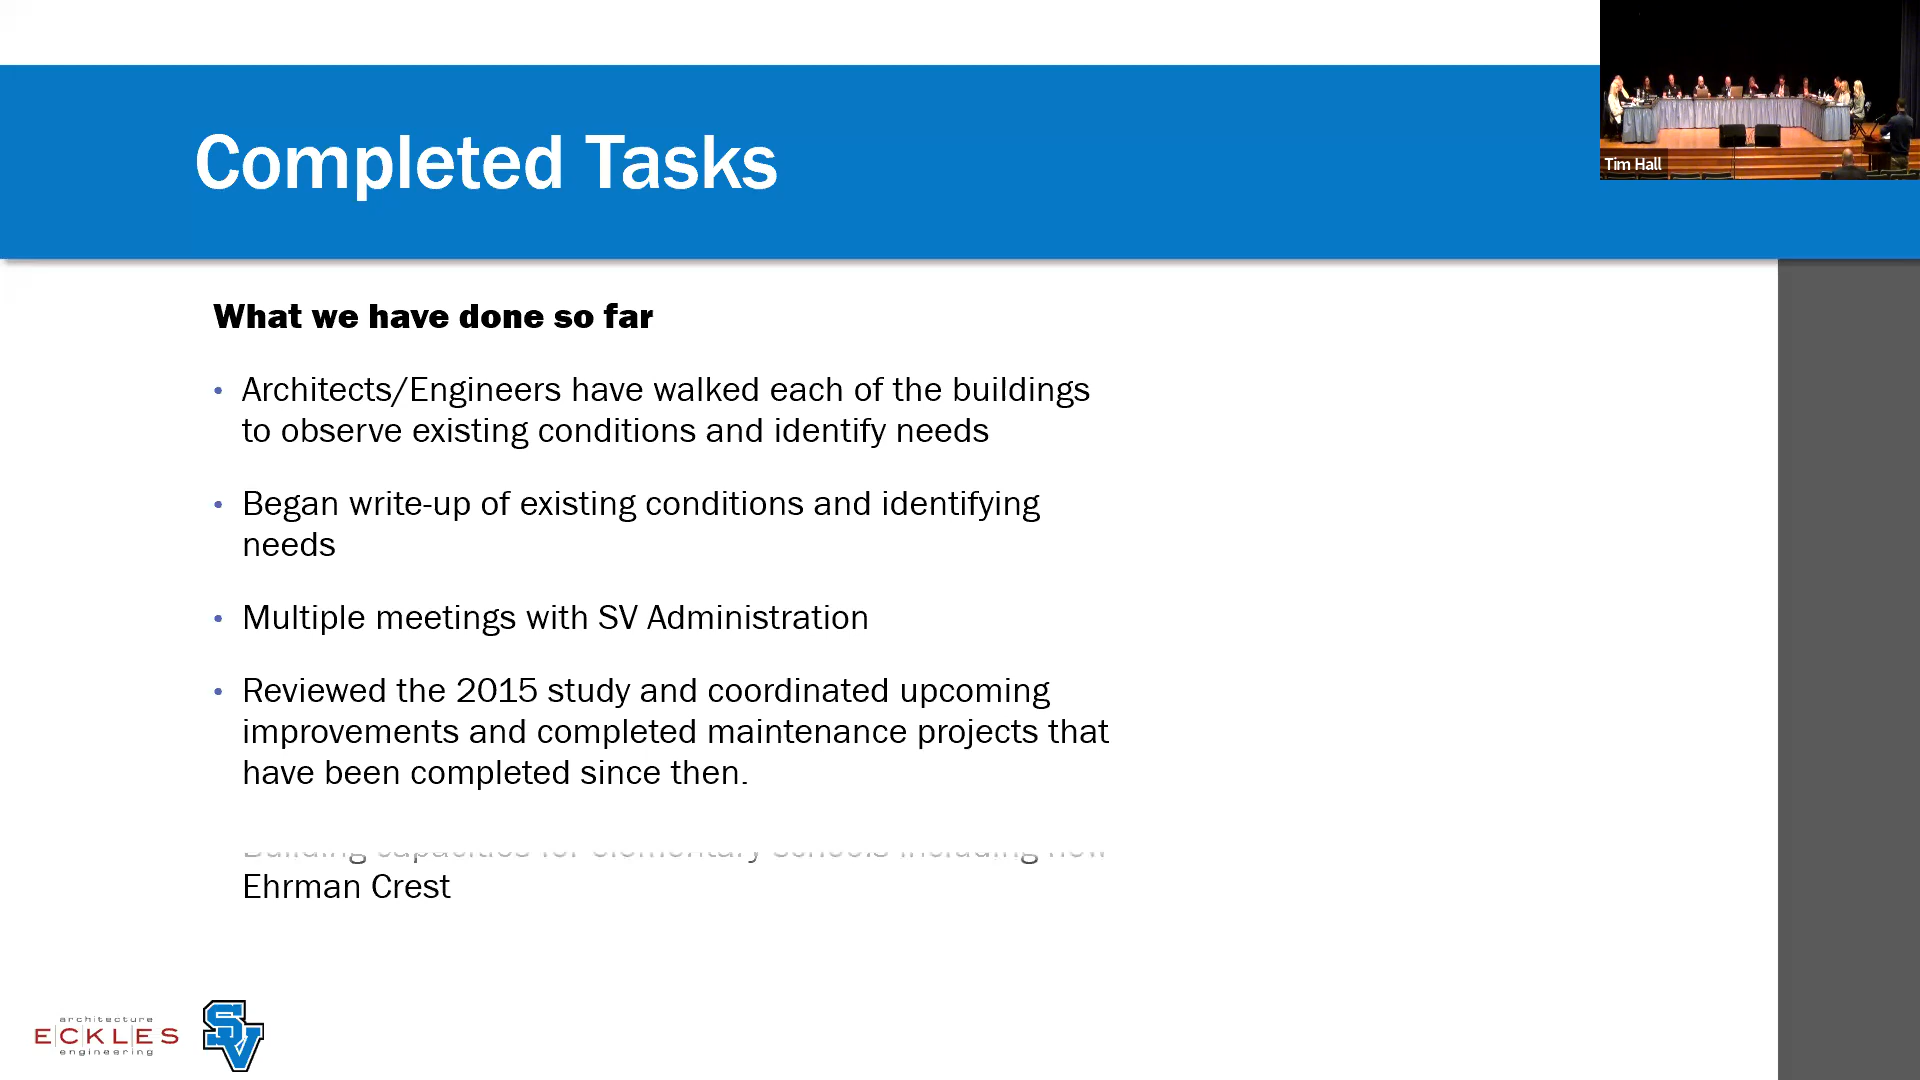 Completed Tasks
Tim Hall
What we have done so far
• Architects/Engineers have walked each of the buildings
to observe existing conditions and identify needs
• Began write-up of existing conditions and identifying
needs
• Multiple meetings with SV Administration
• Reviewed the 2015 study and coordinated upcoming
improvements and completed maintenance projects that
have been completed since then.
Building capacities for elementary schools including new
Ehrman Crest
architecture
ECKLES
engineering
SV